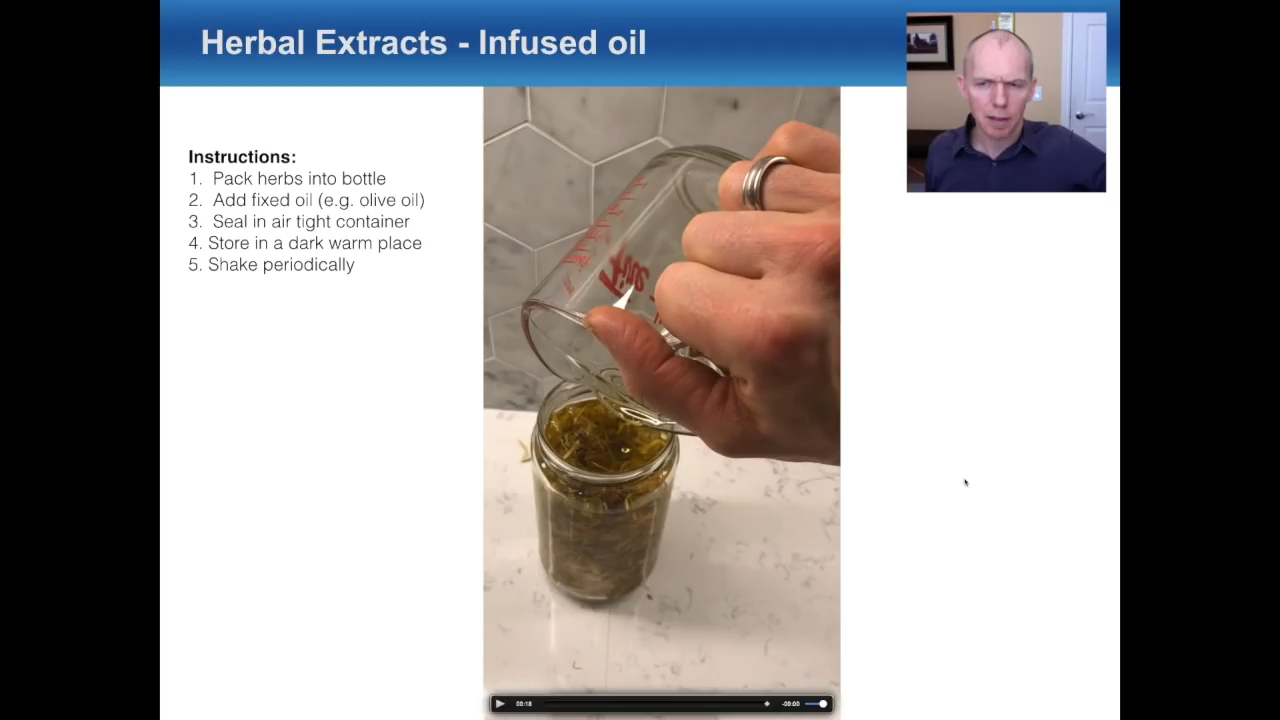 Herbal Extracts - Infused oil
Instructions:
1. Pack herbs into bottle
2. Add fixed oil (e.g. olive oil)
3. Seal in air tight container
4. Store in a dark warm place
5. Shake periodically
00:18
-00:00